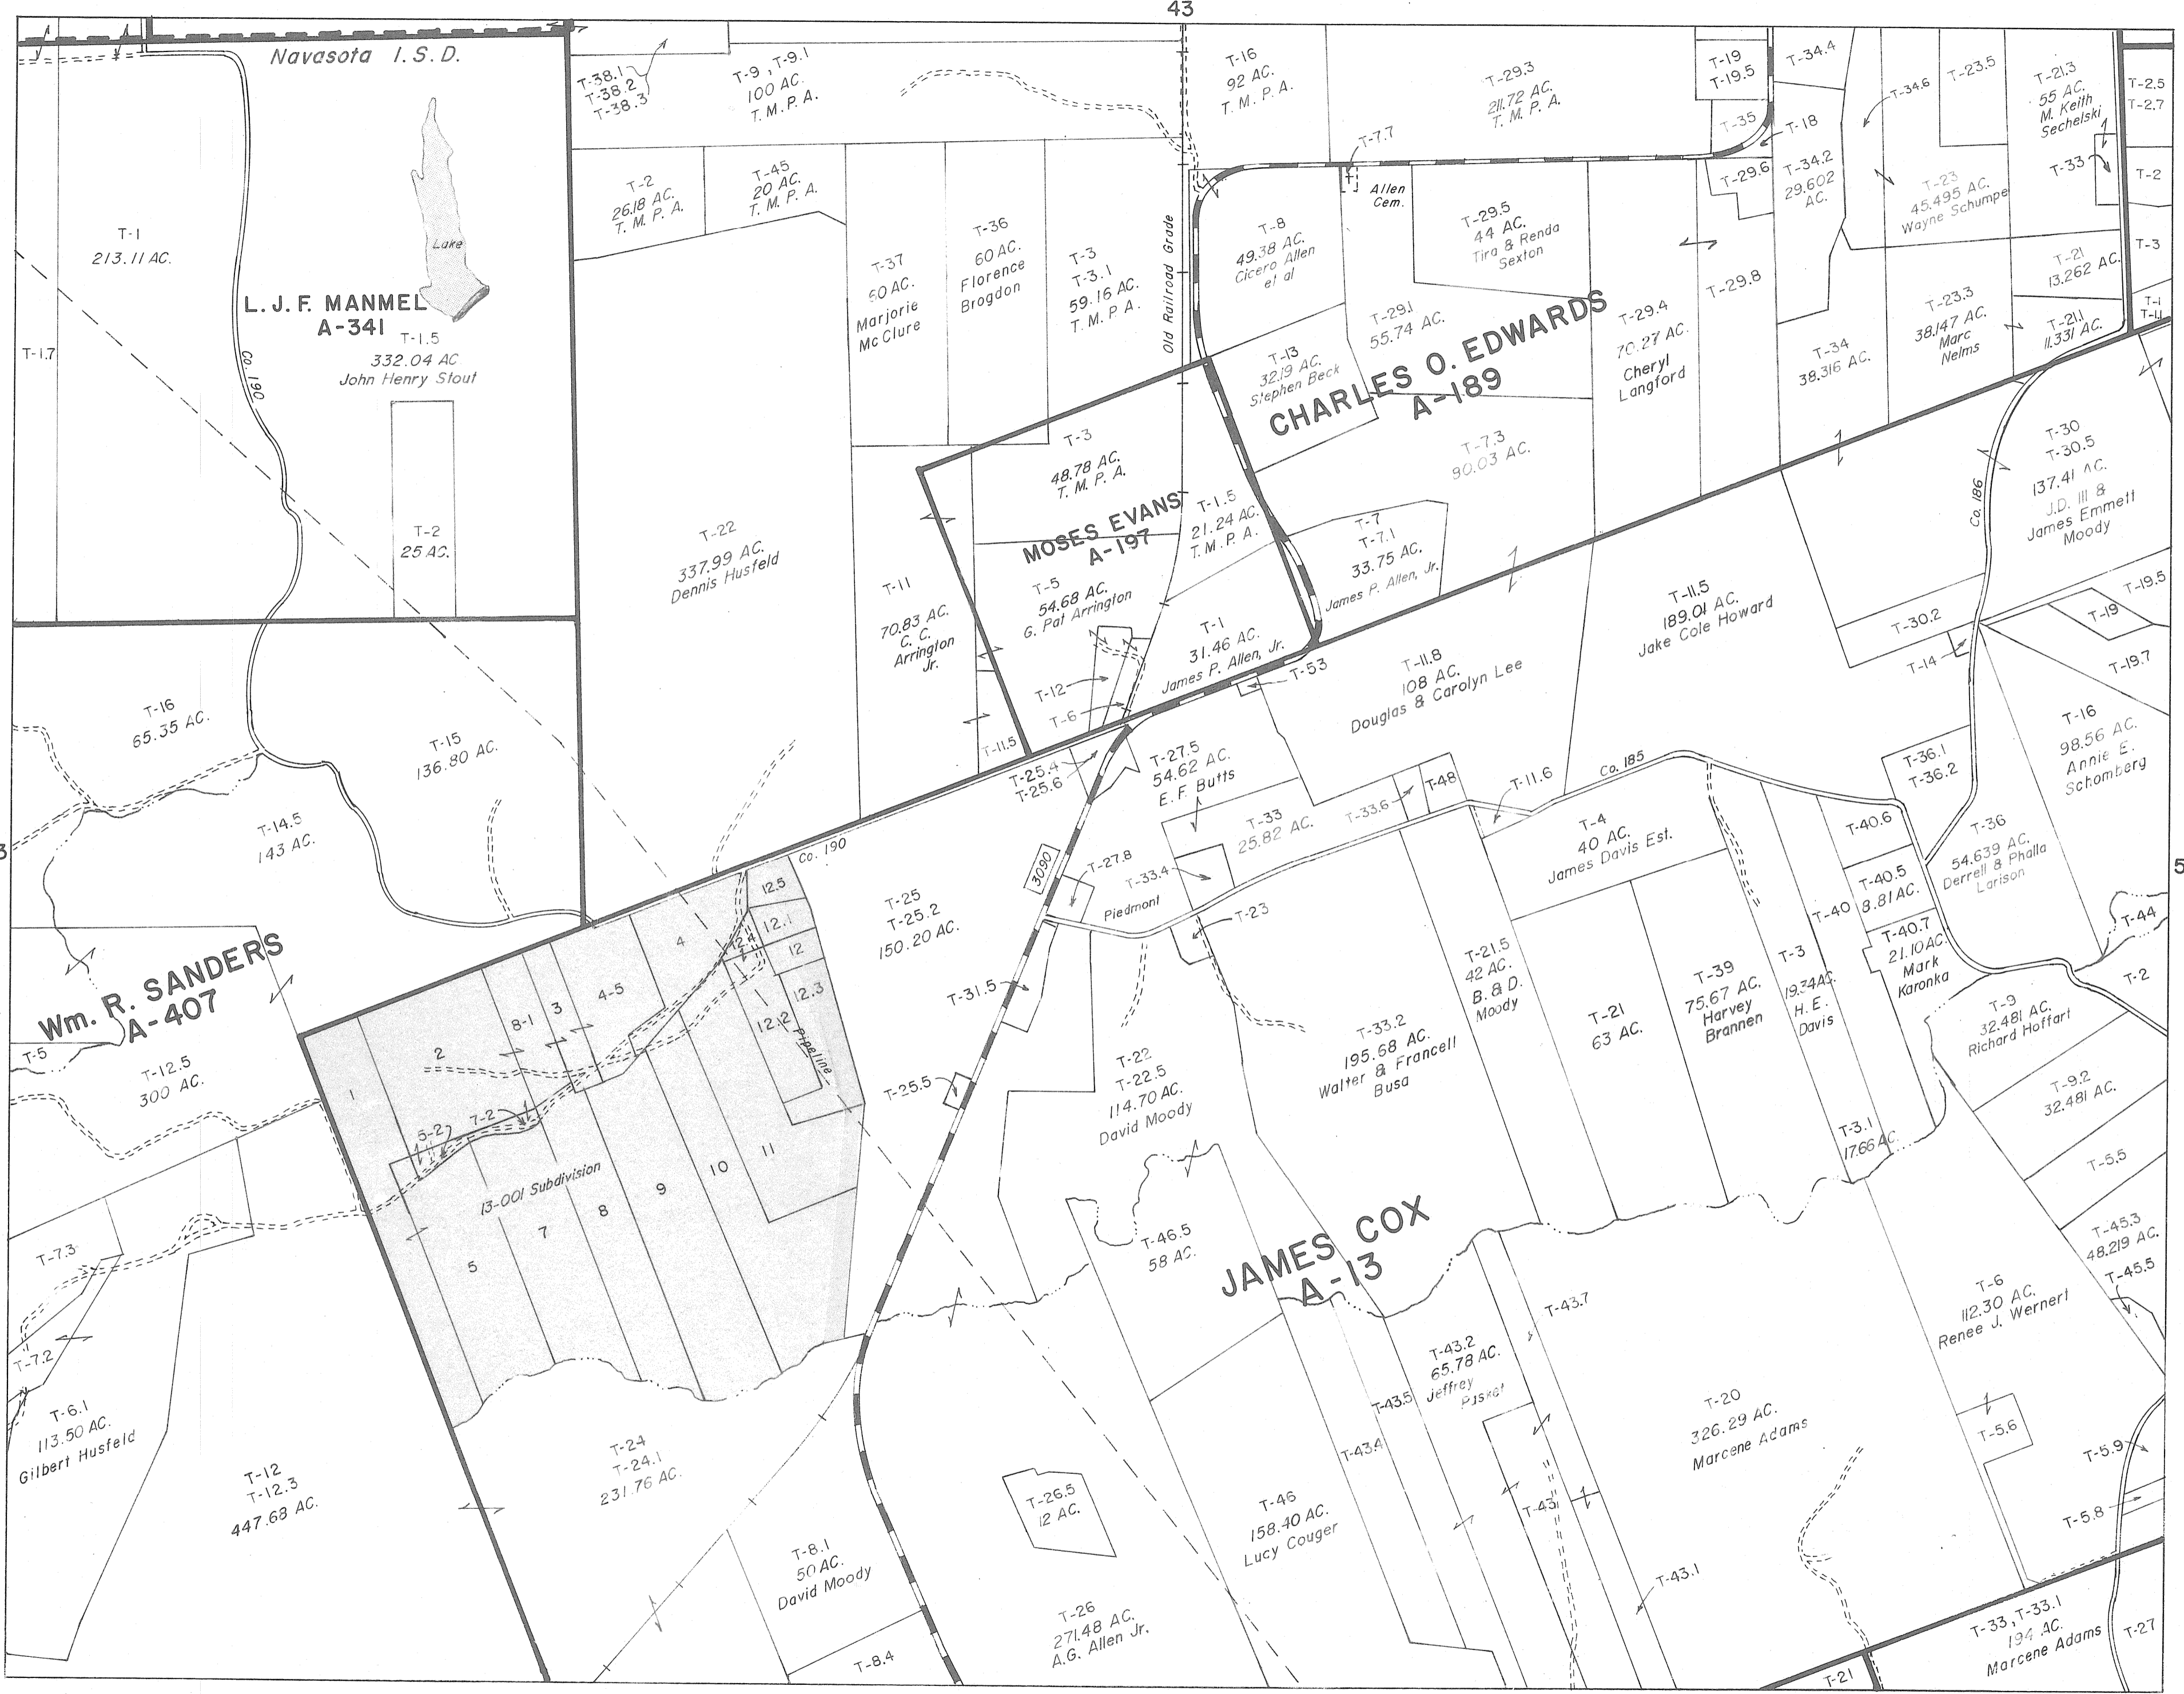 43
Navasota I.S.D.
T-38.1
T-38.2
T-38.3
T-9, T-9.1
100 AC.
T. M. P. A.
T-16
92 AC.
T. M. P. A.
T-29.3
211.72 AC.
T. M. P. A.
T-19
T-19.5
T-34.4
T-34.6
T-23.5
T-21.3
55 AC.
M. Keith
Sechelski
T-2.5
T-2.7
T-35
T-18
T-7.7
T-33
T-2
T-29.6
T-34.2
29.602
AC.
T-23
45.495 AC.
Wayne Schumpe
Allen
Cem.
T-2
26.18 AC.
T. M. P. A.
T-45
20 AC.
T. M. P. A.
T-1
213.11 AC.
Lake
T-37
50 AC.
Marjorie
McClure
T-36
60 AC.
Florence
Brogdon
T-3
T-3.1
59.16 AC.
T. M. P. A.
Old Railroad Grade
T-8
49.38 AC.
Cicero Allen
et al
T-29.5
44 AC.
Tira & Renda
Sexton
T-29.8
T-21
13.262 AC.
T-3
L. J. F. MANMEL
A-341
T-1.5
332.04 AC
John Henry Stout
Co. 190
T-1.7
T-29.1
55.74 AC.
T-29.4
70.27 AC.
Cheryl
Langford
T-23.3
38.147 AC.
Marc
Nelms
T-21.1
11.331 AC.
T-1
T-1.1
T-13
32.19 AC.
Stephen Beck
CHARLES O. EDWARDS
A-189
T-34
38.316 AC.
T-7.3
90.03 AC.
T-30
T-30.5
137.41 AC.
J.D. III &
James Emmett
Moody
Co. 186
T-3
48.78 AC.
T. M. P. A.
MOSES EVANS
A-197
T-1.5
21.24 AC.
T. M. P. A.
T-7
T-7.1
33.75 AC.
James P. Allen, Jr.
T-2
25 AC.
T-22
337.99 AC.
Dennis Husfeld
T-11
70.83 AC.
C. C.
Arrington
Jr.
T-5
54.68 AC.
G. Pat Arrington
T-1
31.46 AC.
James P. Allen, Jr.
T-12
T-6
T-11.5
T-53
T-11.8
108 AC.
Douglas & Carolyn Lee
T-11.5
189.01 AC.
Jake Cole Howard
T-30.2
T-14
T-19
T-19.5
T-19.7
T-16
65.35 AC.
T-15
136.80 AC.
T-25.4
T-25.6
T-27.5
54.62 AC.
E. F. Butts
T-33
25.82 AC.
T-33.6
T-48
T-11.6
Co. 185
T-36.1
T-36.2
T-16
98.56 AC.
Annie E.
Schomberg
T-14.5
143 AC.
Co. 190
3090
T-27.8
T-33.4
Piedmont
T-23
T-4
40 AC.
James Davis Est.
T-40.6
T-40.5
8.81 AC.
T-40
T-40.7
21.10 AC.
Mark
Karonka
T-36
54.639 AC.
Derrell & Phalla
Larison
T-44
T-2
5
Wm. R. SANDERS
A-407
T-5
T-12.5
300 AC.
12.5
12.1
12
12.4
12.3
12.2
Pipeline
T-25
T-25.2
150.20 AC.
T-31.5
T-25.5
1
2
8-1
3
4-5
4
5-2
7-2
13-001 Subdivision
5
7
8
9
10
11
T-22
T-22.5
114.70 AC.
David Moody
T-33.2
195.68 AC.
Walter & Francell
Busa
T-21.5
42 AC.
B. & D.
Moody
T-21
63 AC.
T-39
75.67 AC.
Harvey
Brannen
T-3
19.34 AC.
H. E.
Davis
T-3.1
17.66 AC.
T-9
32.481 AC.
Richard Hoffart
T-9.2
32.481 AC.
T-5.5
T-45.3
48.219 AC.
T-45.5
T-7.3
T-7.2
T-6.1
113.50 AC.
Gilbert Husfeld
T-12
T-12.3
447.68 AC.
T-46.5
58 AC.
JAMES COX
A-13
T-43.7
T-43.2
65.78 AC.
Jeffrey
T-43.5
T-43.4
T-43
T-43.1
T-6
112.30 AC.
Renee J. Wernert
T-20
326.29 AC.
Marcene Adams
T-5.6
T-5.9
T-5.8
T-24
T-24.1
231.76 AC.
T-8.1
50 AC.
David Moody
T-8.4
T-26.5
12 AC.
T-26
271.48 AC.
A.G. Allen Jr.
T-46
158.40 AC.
Lucy Couger
T-33, T-33.1
194 AC.
Marcene Adams
T-27
T-21